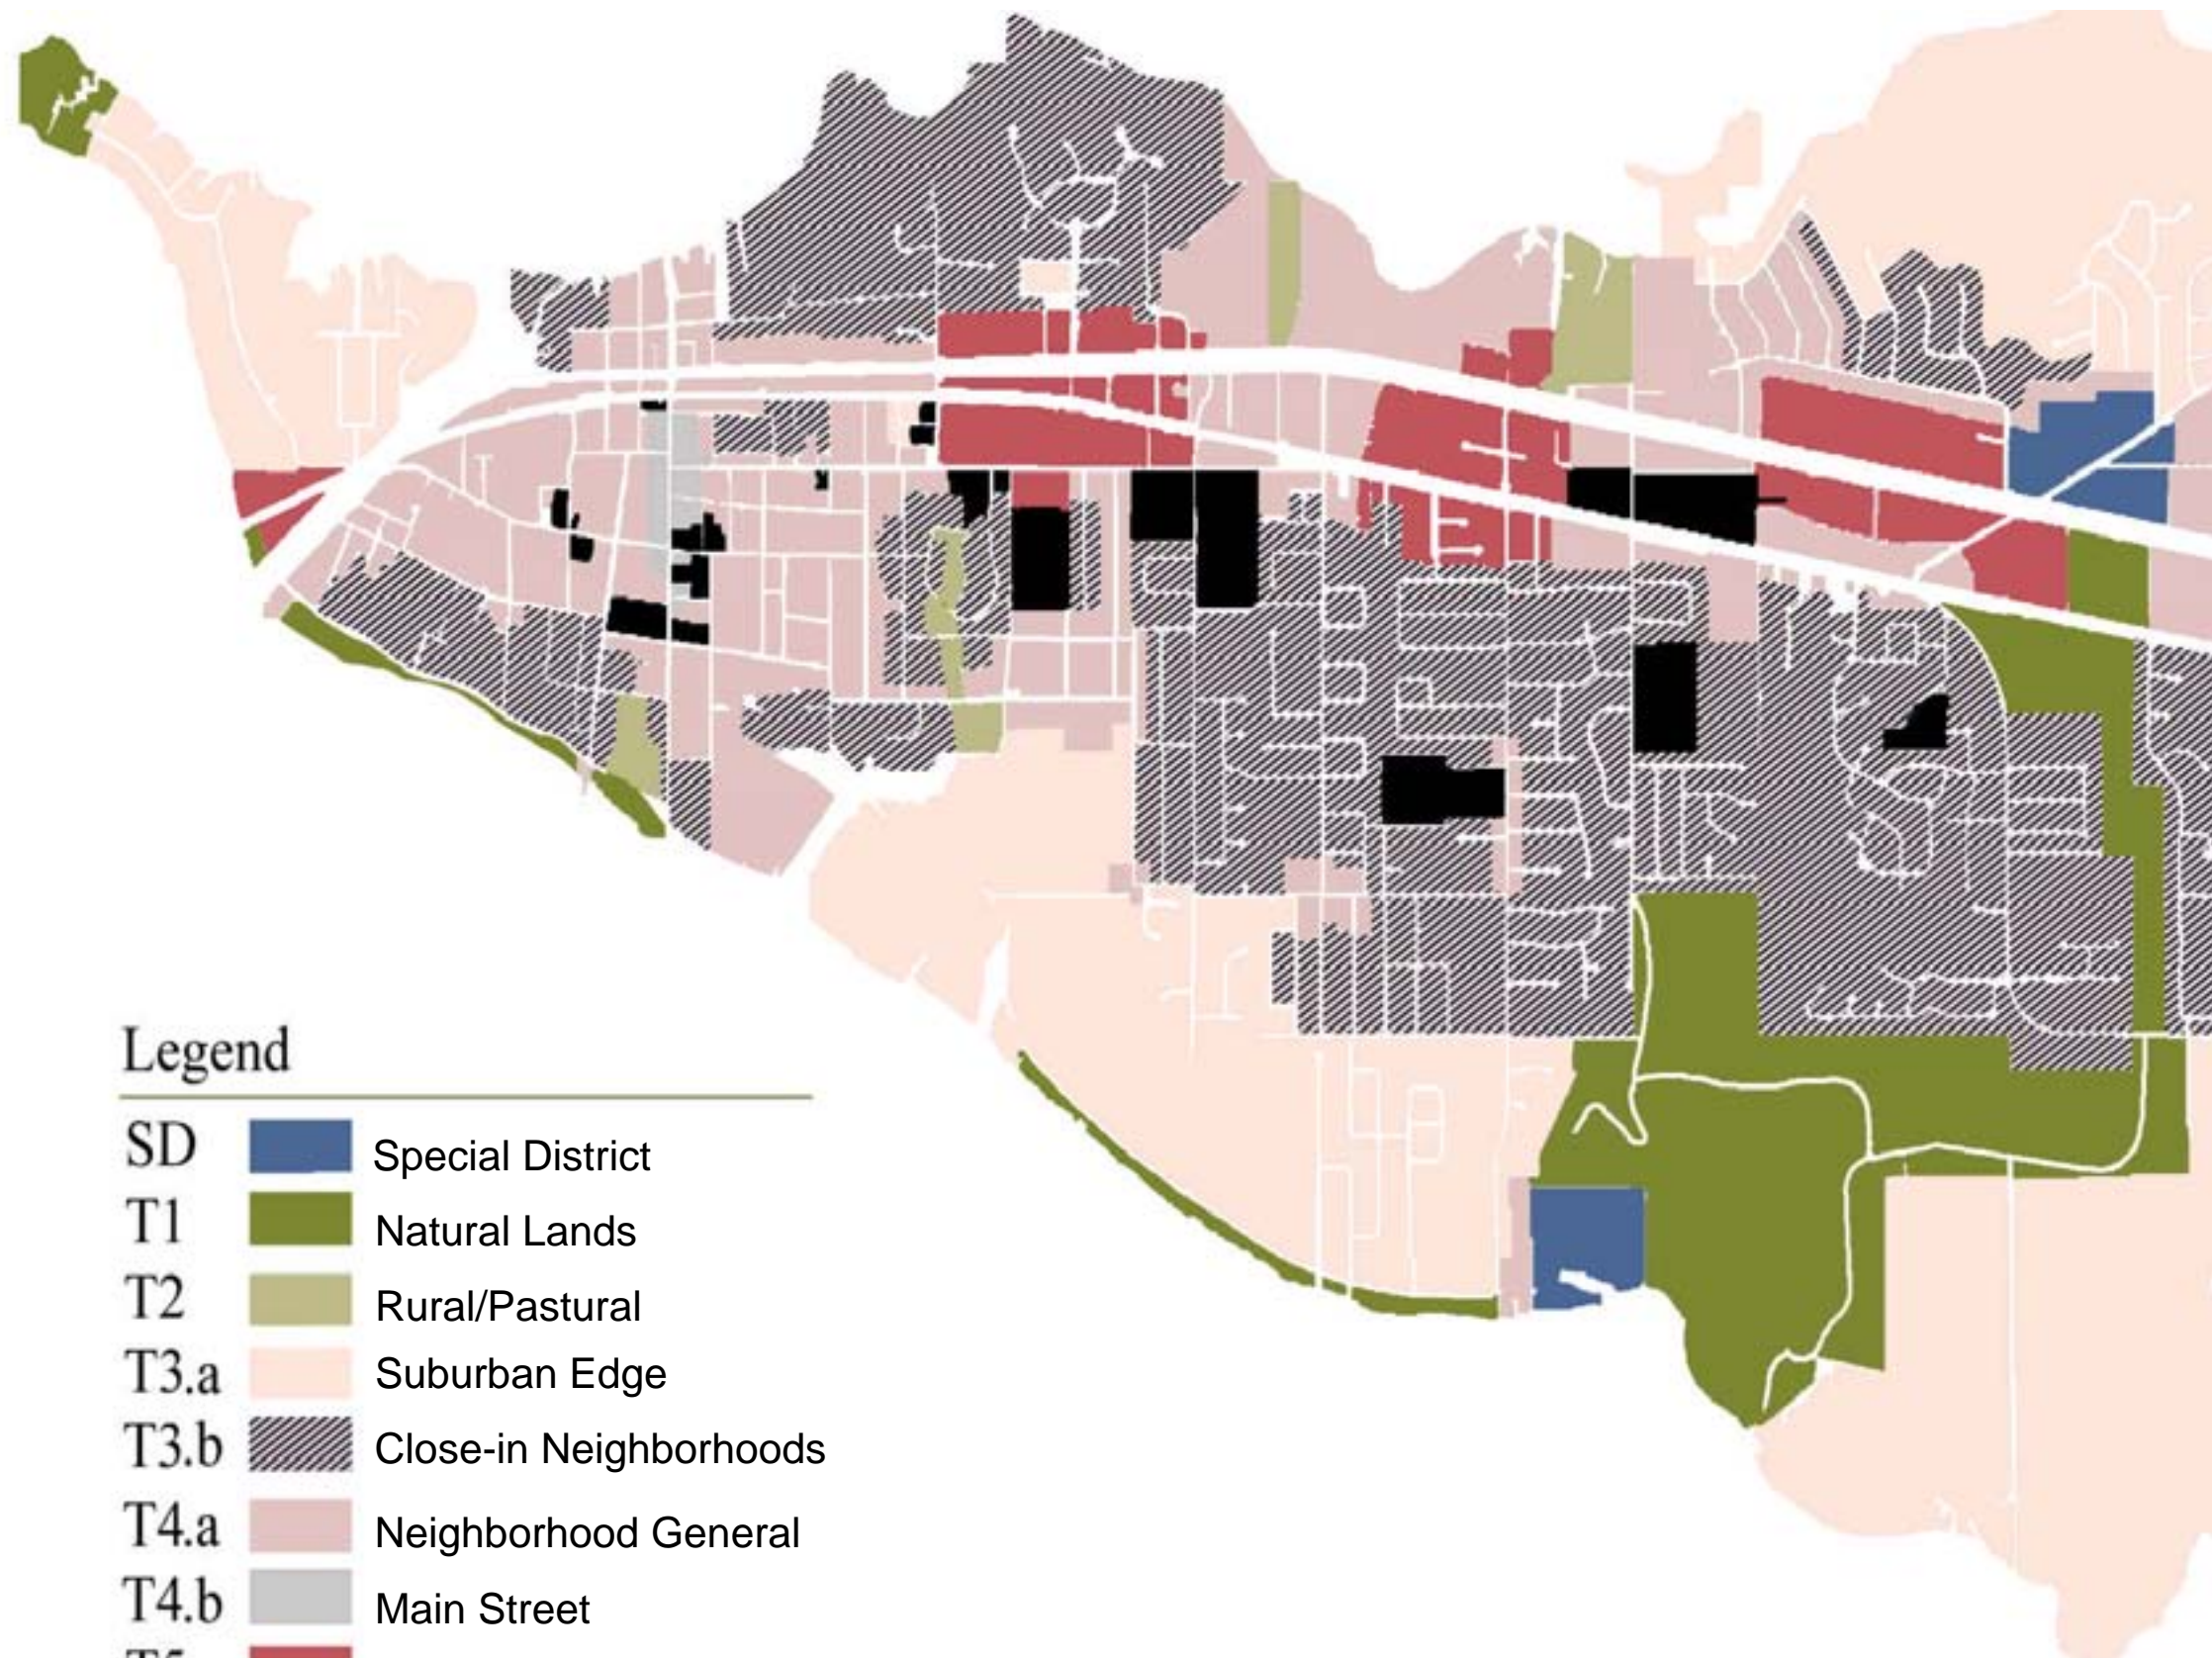 Legend
SD Special District
T1 Natural Lands
T2 Rural/Pastural
T3.a Suburban Edge
T3.b Close-in Neighborhoods
T4.a Neighborhood General
T4.b Main Street
T5